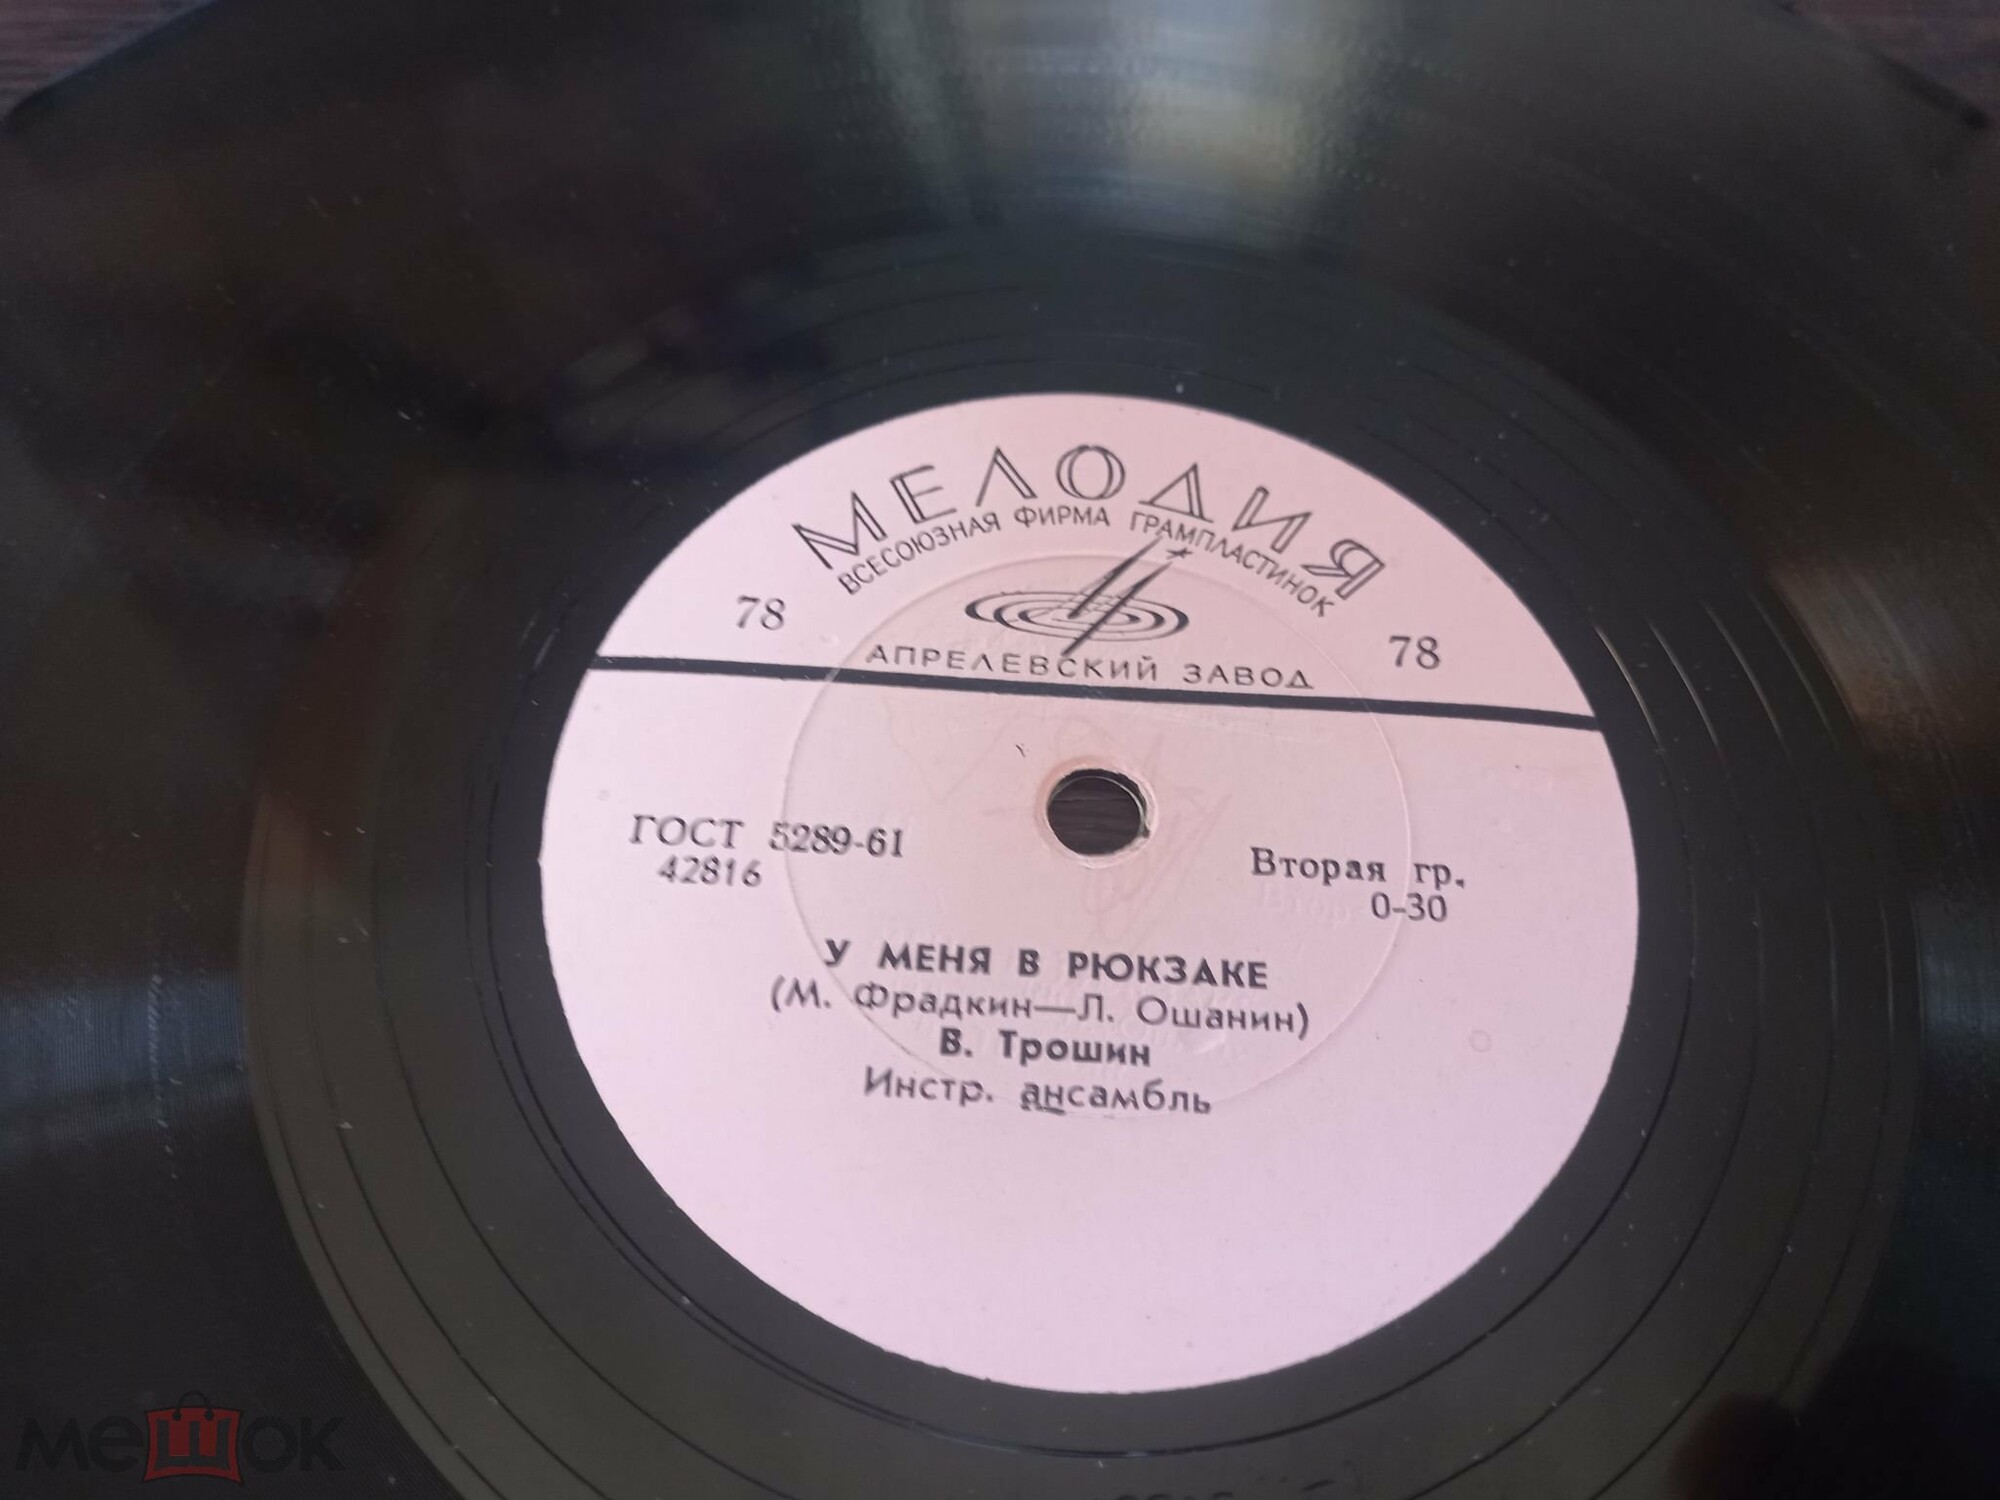 МЕЛОДИЯ
ВСЕСОЮЗНАЯ ФИРМА ГРАМПЛАСТИНОК
78
78
АПРЕЛЕВСКИЙ ЗАВОД
ГОСТ 5289-61
42816
Вторая гр.
0-30
У МЕНЯ В РЮКЗАКЕ
(М. Фрадкин—Л. Ошанин)
В. Трошин
Инстр. ансамбль
мешок